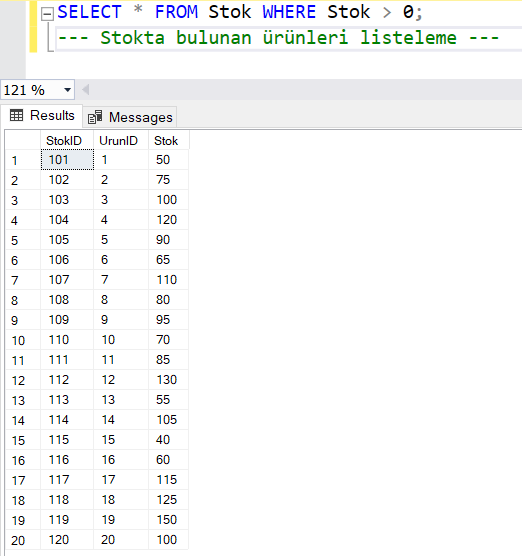 SELECT * FROM Stok WHERE Stok > 0;
--- Stokta bulunan ürünleri listeleme ---
121 %
Results Messages
StokID UrunID Stok
1 101 1 50
2 102 2 75
3 103 3 100
4 104 4 120
5 105 5 90
6 106 6 65
7 107 7 110
8 108 8 80
9 109 9 95
10 110 10 70
11 111 11 85
12 112 12 130
13 113 13 55
14 114 14 105
15 115 15 40
16 116 16 60
17 117 17 115
18 118 18 125
19 119 19 150
20 120 20 100